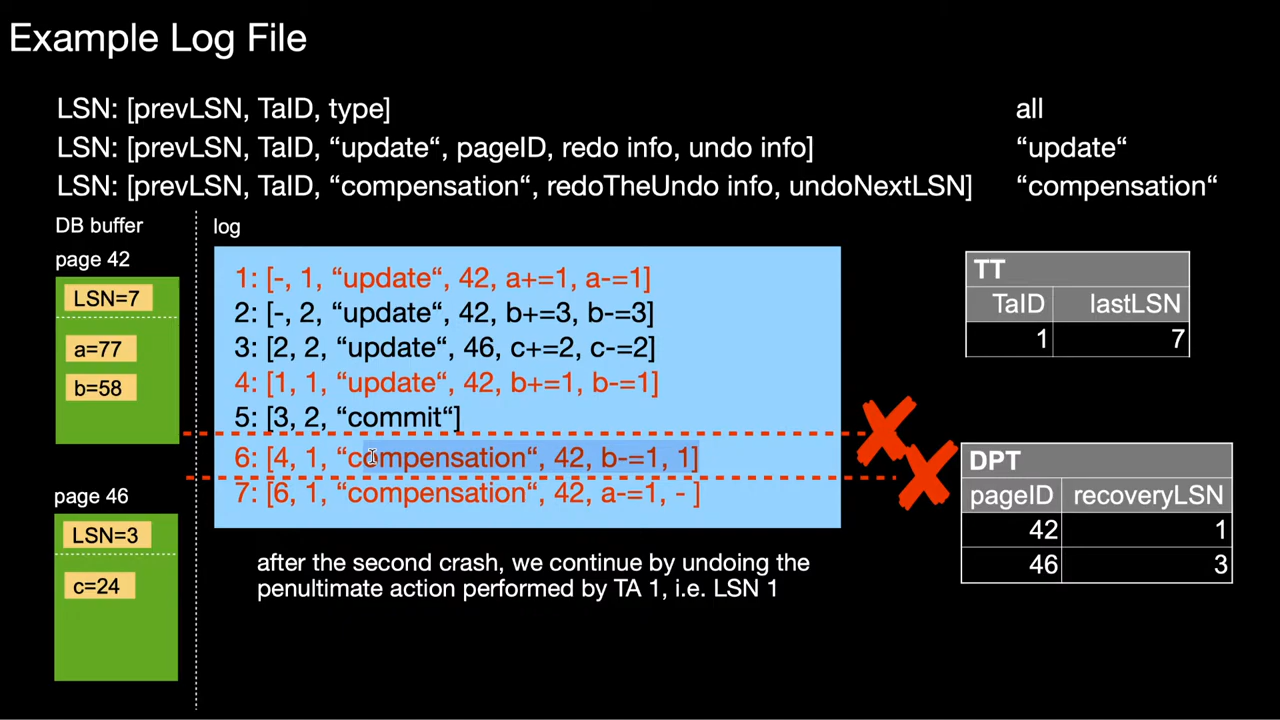 Example Log File
LSN: [prevLSN, TaID, type] all
LSN: [prevLSN, TaID, “update“, pageID, redo info, undo info] “update“
LSN: [prevLSN, TaID, “compensation“, redoTheUndo info, undoNextLSN] “compensation“
DB buffer
page 42
LSN=7
a=77
b=58
page 46
LSN=3
c=24
log
1: [-, 1, “update“, 42, a+=1, a-=1]
2: [-, 2, “update“, 42, b+=3, b-=3]
3: [2, 2, “update“, 46, c+=2, c-=2]
4: [1, 1, “update“, 42, b+=1, b-=1]
5: [3, 2, “commit“]
6: [4, 1, “compensation“, 42, b-=1, 1]
7: [6, 1, “compensation“, 42, a-=1, - ]
after the second crash, we continue by undoing the
penultimate action performed by TA 1, i.e. LSN 1
TT
TaID lastLSN
1 7
DPT
pageID recoveryLSN
42 1
46 3